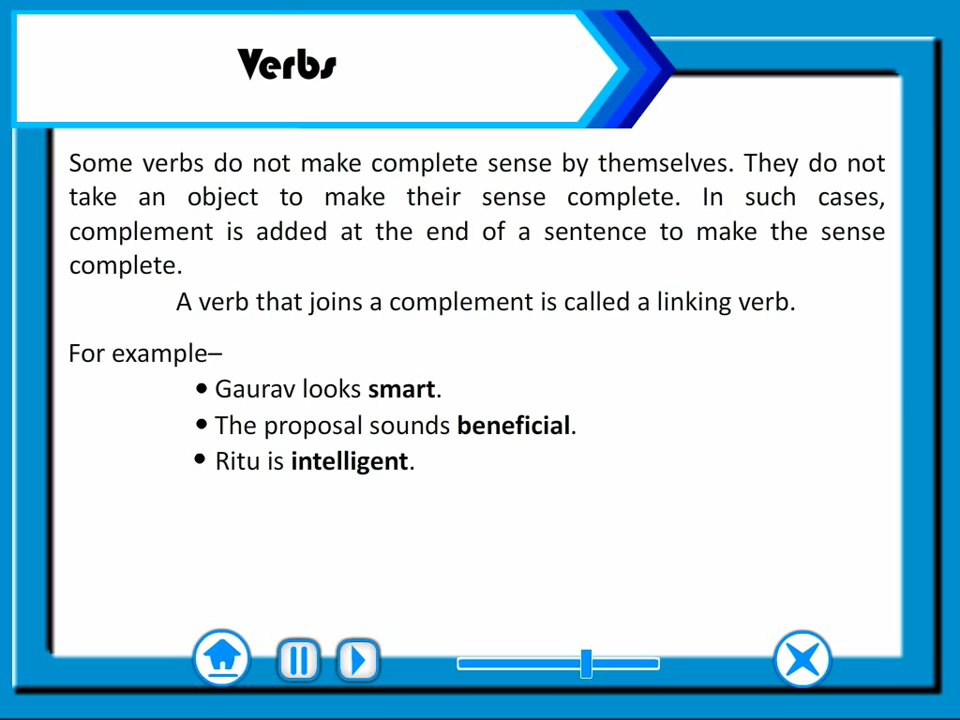 Verbs
Some verbs do not make complete sense by themselves. They do not
take an object to make their sense complete. In such cases,
complement is added at the end of a sentence to make the sense
complete.
A verb that joins a complement is called a linking verb.
For example–
• Gaurav looks smart.
• The proposal sounds beneficial.
• Ritu is intelligent.